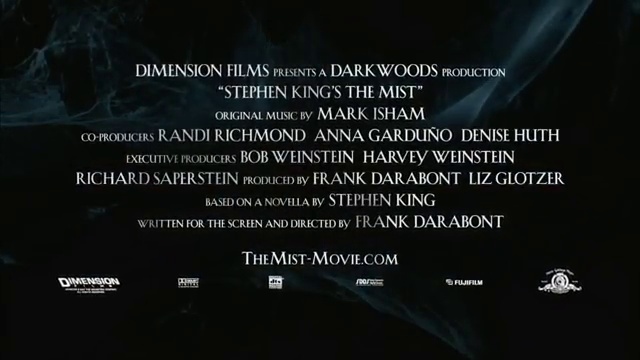 DIMENSION FILMS PRESENTS A DARKWOODS PRODUCTION
"STEPHEN KING'S THE MIST"
ORIGINAL MUSIC BY MARK ISHAM
CO-PRODUCERS RANDI RICHMOND ANNA GARDUÑO DENISE HUTH
EXECUTIVE PRODUCERS BOB WEINSTEIN HARVEY WEINSTEIN
RICHARD SAPERSTEIN PRODUCED BY FRANK DARABONT LIZ GLOTZER
BASED ON A NOVELLA BY STEPHEN KING
WRITTEN FOR THE SCREEN AND DIRECTED BY FRANK DARABONT
THEMIST-MOVIE.COM
DIMENSION FUJIFILM